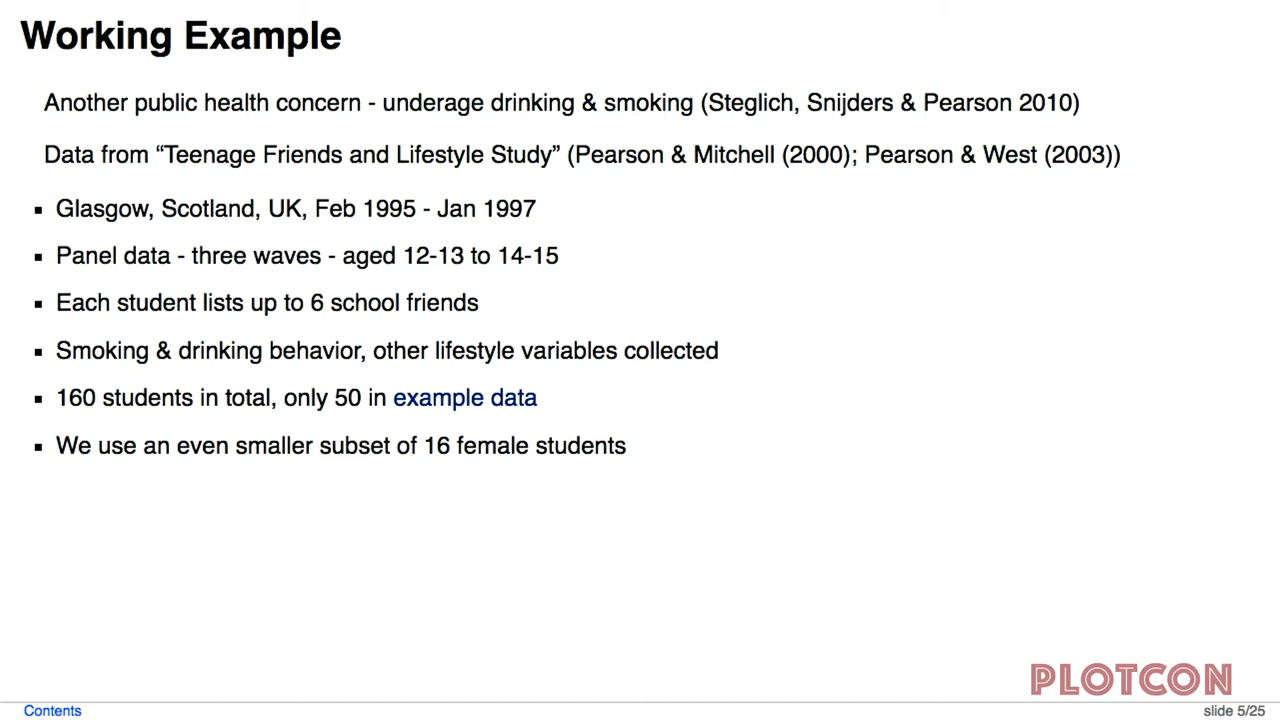 Working Example
Another public health concern - underage drinking & smoking (Steglich, Snijders & Pearson 2010)
Data from “Teenage Friends and Lifestyle Study” (Pearson & Mitchell (2000); Pearson & West (2003))
▪ Glasgow, Scotland, UK, Feb 1995 - Jan 1997
▪ Panel data - three waves - aged 12-13 to 14-15
▪ Each student lists up to 6 school friends
▪ Smoking & drinking behavior, other lifestyle variables collected
▪ 160 students in total, only 50 in example data
▪ We use an even smaller subset of 16 female students
PLOTCON
Contents
slide 5/25